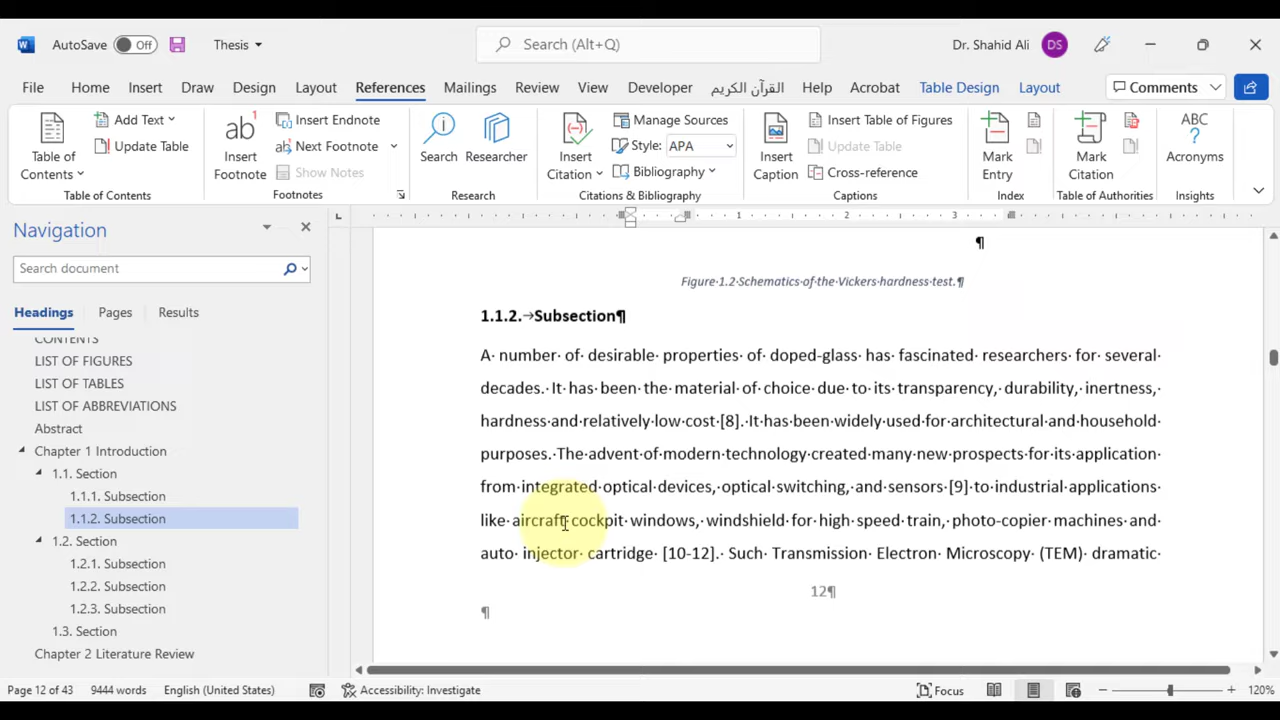 AutoSave Off Thesis Search (Alt+Q) Dr. Shahid Ali DS
File Home Insert Draw Design Layout References Mailings Review View Developer القرآن الكريم Help Acrobat Table Design Layout Comments
Table of Contents
Add Text
Update Table
Table of Contents
ab
Insert Footnote
Insert Endnote
Next Footnote
Show Notes
Footnotes
Search
Researcher
Research
Insert Citation
Manage Sources
Style: APA
Bibliography
Citations & Bibliography
Insert Caption
Insert Table of Figures
Update Table
Cross-reference
Captions
Mark Entry
Index
Mark Citation
Table of Authorities
ABC
?
Acronyms
Insights
Navigation
Search document
Headings Pages Results
CONTENTS
LIST OF FIGURES
LIST OF TABLES
LIST OF ABBREVIATIONS
Abstract
Chapter 1 Introduction
1.1. Section
1.1.1. Subsection
1.1.2. Subsection
1.2. Section
1.2.1. Subsection
1.2.2. Subsection
1.2.3. Subsection
1.3. Section
Chapter 2 Literature Review
L
1 2 3
¶
Figure·1.2·Schematics·of·the·Vickers·hardness·test.¶
1.1.2.→Subsection¶
A· number· of· desirable· properties· of· doped-glass· has· fascinated· researchers· for· several·
decades.· It· has· been· the· material· of· choice· due· to· its· transparency,· durability,· inertness,·
hardness·and·relatively·low·cost·[8].·It·has·been·widely·used·for·architectural·and·household·
purposes.·The·advent·of·modern·technology·created·many·new·prospects·for·its·application·
from·integrated·optical·devices,·optical·switching,·and·sensors·[9]·to·industrial·applications·
like·aircraft·cockpit·windows,·windshield·for·high·speed·train,·photo-copier·machines·and·
auto· injector· cartridge· [10-12].· Such· Transmission· Electron· Microscopy· (TEM)· dramatic·
12¶
¶
Page 12 of 43 9444 words English (United States) Accessibility: Investigate Focus 120%